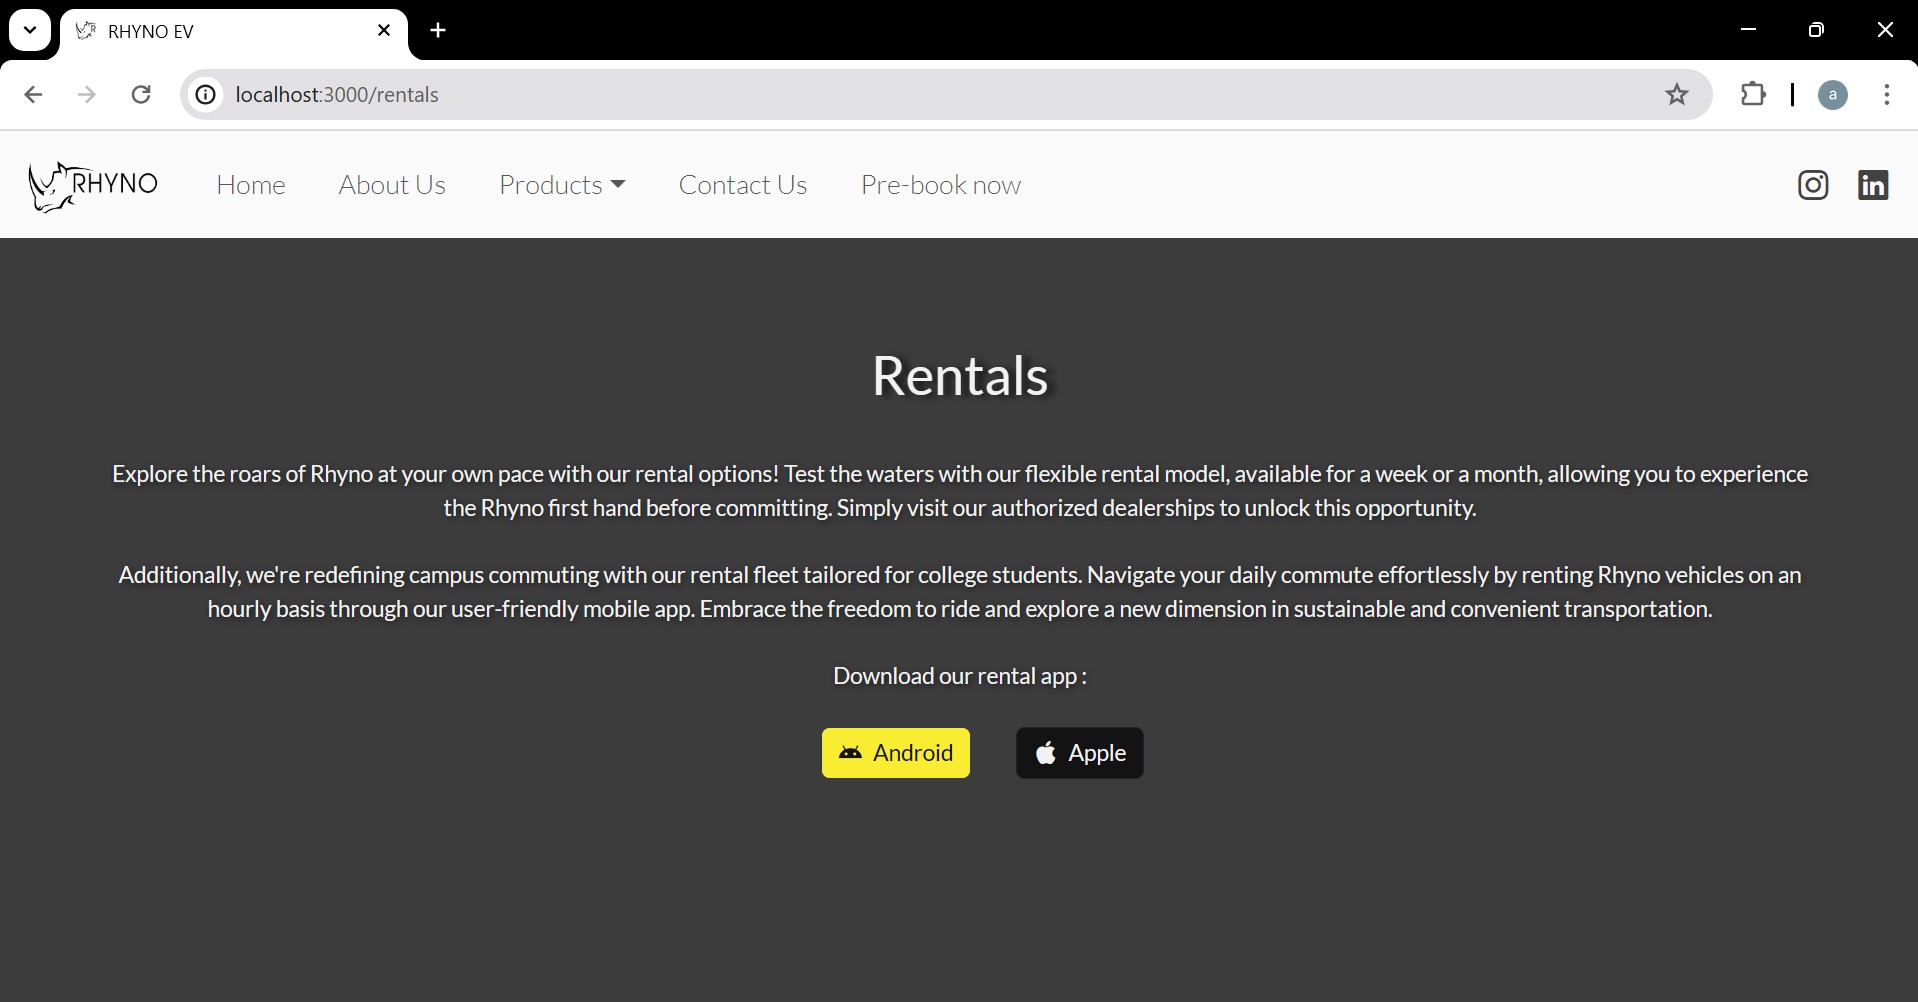 RHYNO EV
localhost:3000/rentals
a
RHYNO
Home
About Us
Products
Contact Us
Pre-book now
in
Rentals
Explore the roars of Rhyno at your own pace with our rental options! Test the waters with our flexible rental model, available for a week or a month, allowing you to experience
the Rhyno first hand before committing. Simply visit our authorized dealerships to unlock this opportunity.
Additionally, we're redefining campus commuting with our rental fleet tailored for college students. Navigate your daily commute effortlessly by renting Rhyno vehicles on an
hourly basis through our user-friendly mobile app. Embrace the freedom to ride and explore a new dimension in sustainable and convenient transportation.
Download our rental app :
Android
Apple